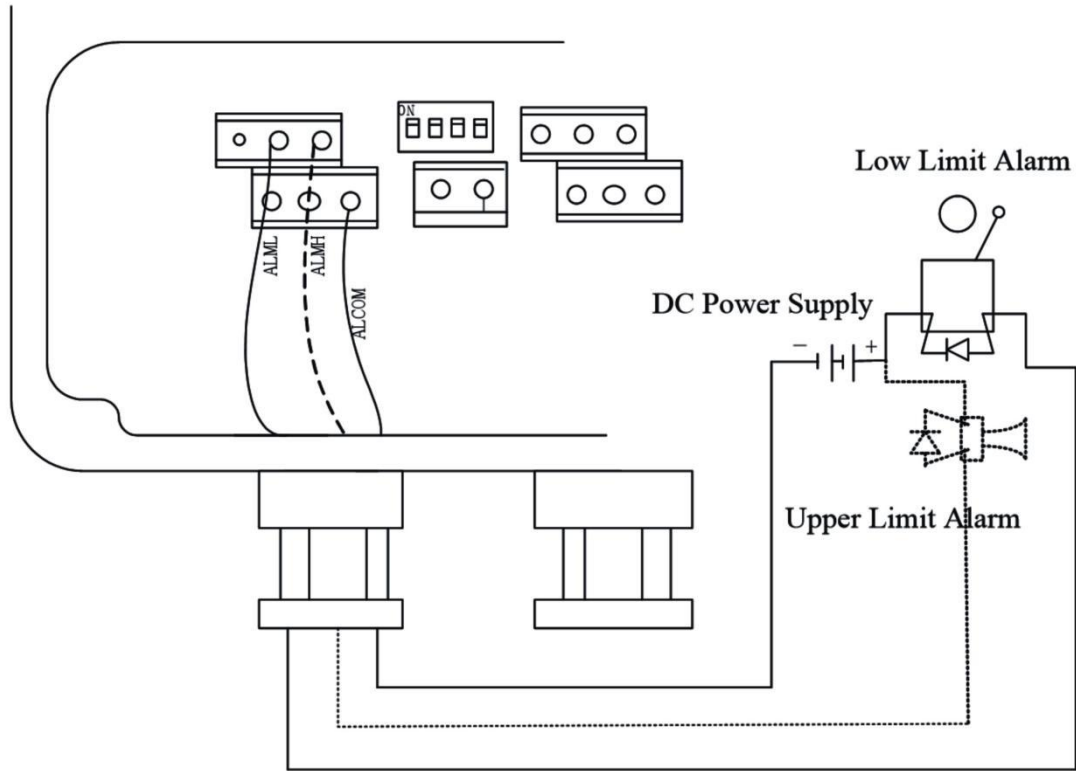 ON
Low Limit Alarm
ALML
ALMH
ALCOM
DC Power Supply
− +
Upper Limit Alarm